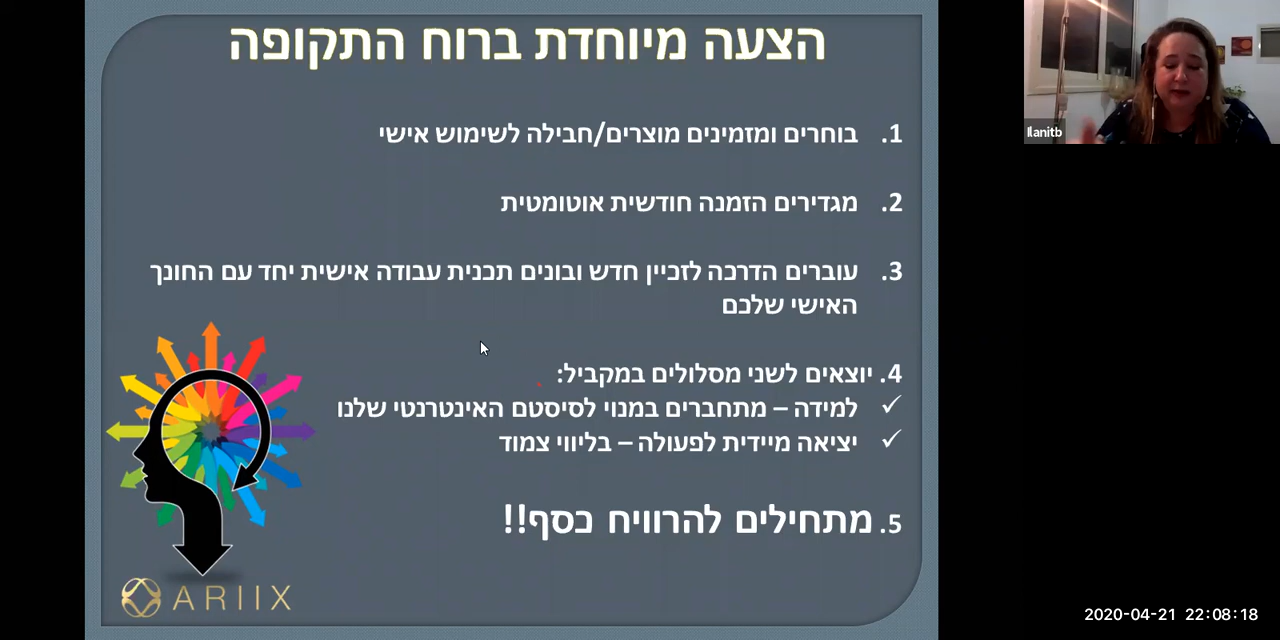 הצעה מיוחדת ברוח התקופה
1. בוחרים ומזמינים מוצרים/חבילה לשימוש אישי
2. מגדירים הזמנה חודשית אוטומטית
3. עוברים הדרכה לזכיין חדש ובונים תכנית עבודה אישית יחד עם החונך
האישי שלכם
4. יוצאים לשני מסלולים במקביל:
✓ למידה – מתחברים במנוי לסיסטם האינטרנטי שלנו
✓ יציאה מיידית לפעולה – בליווי צמוד
5. מתחילים להרוויח כסף!!
ARIIX
Ilanitb
2020-04-21 22:08:18